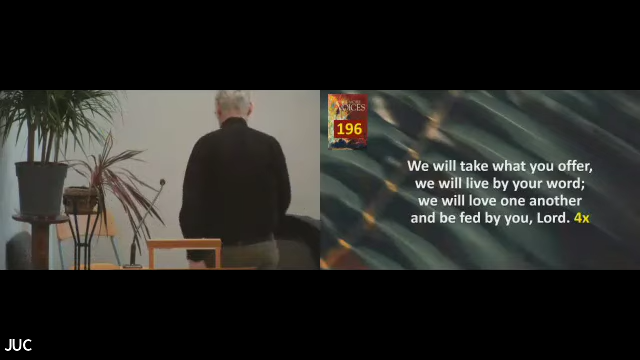 VOICES
196
We will take what you offer,
we will live by your word;
we will love one another
and be fed by you, Lord. 4x
JUC